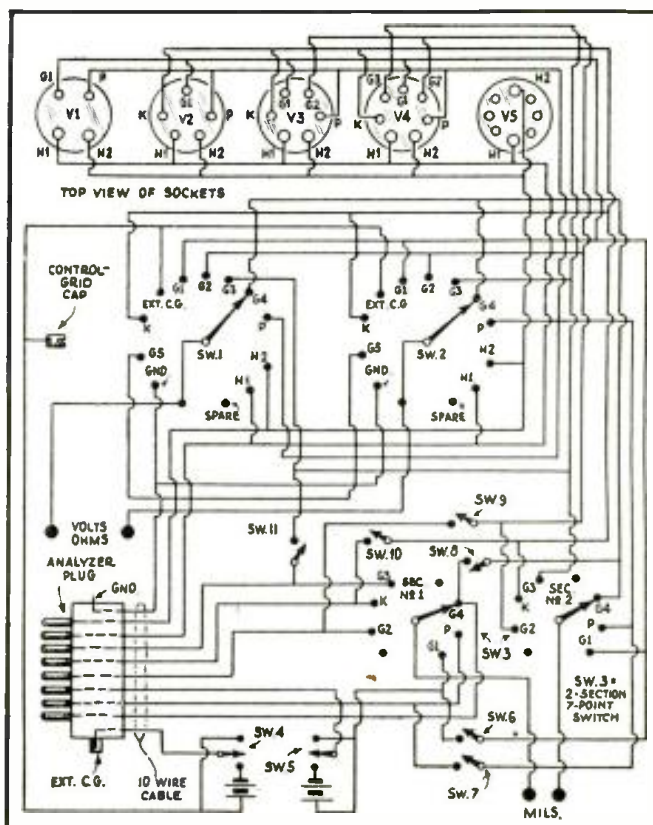 G1 P
V1
H1 H2
K G1 P
V2
H1 H2
K G1 G2 P
V3
H1 H2
G3 G1 G2
K V4 P
H1 H2
H2
V5
H1
TOP VIEW OF SOCKETS
CONTROL-
GRID
CAP
EXT. C.G.
G1
G2
G3
G4
P
K
G5
GND
SW.1
H2
H1
SPARE
EXT. C.G.
G1
G2
G3
G4
P
K
G5
GND
SW.2
H2
H1
SPARE
VOLTS
OHMS
SW.11
SW.9
SW.10
SW.8
ANALYZER
PLUG
GND
G3
SEC
Nº1
K
G4
G2
P
G1
SW.3
G3
SEC
Nº2
K
G4
G2
P
G1
SW.3=
2-SECTION
7-POINT
SWITCH
SW.4
SW.5
SW.6
SW.7
EXT. C.G.
10 WIRE
CABLE
MILS.